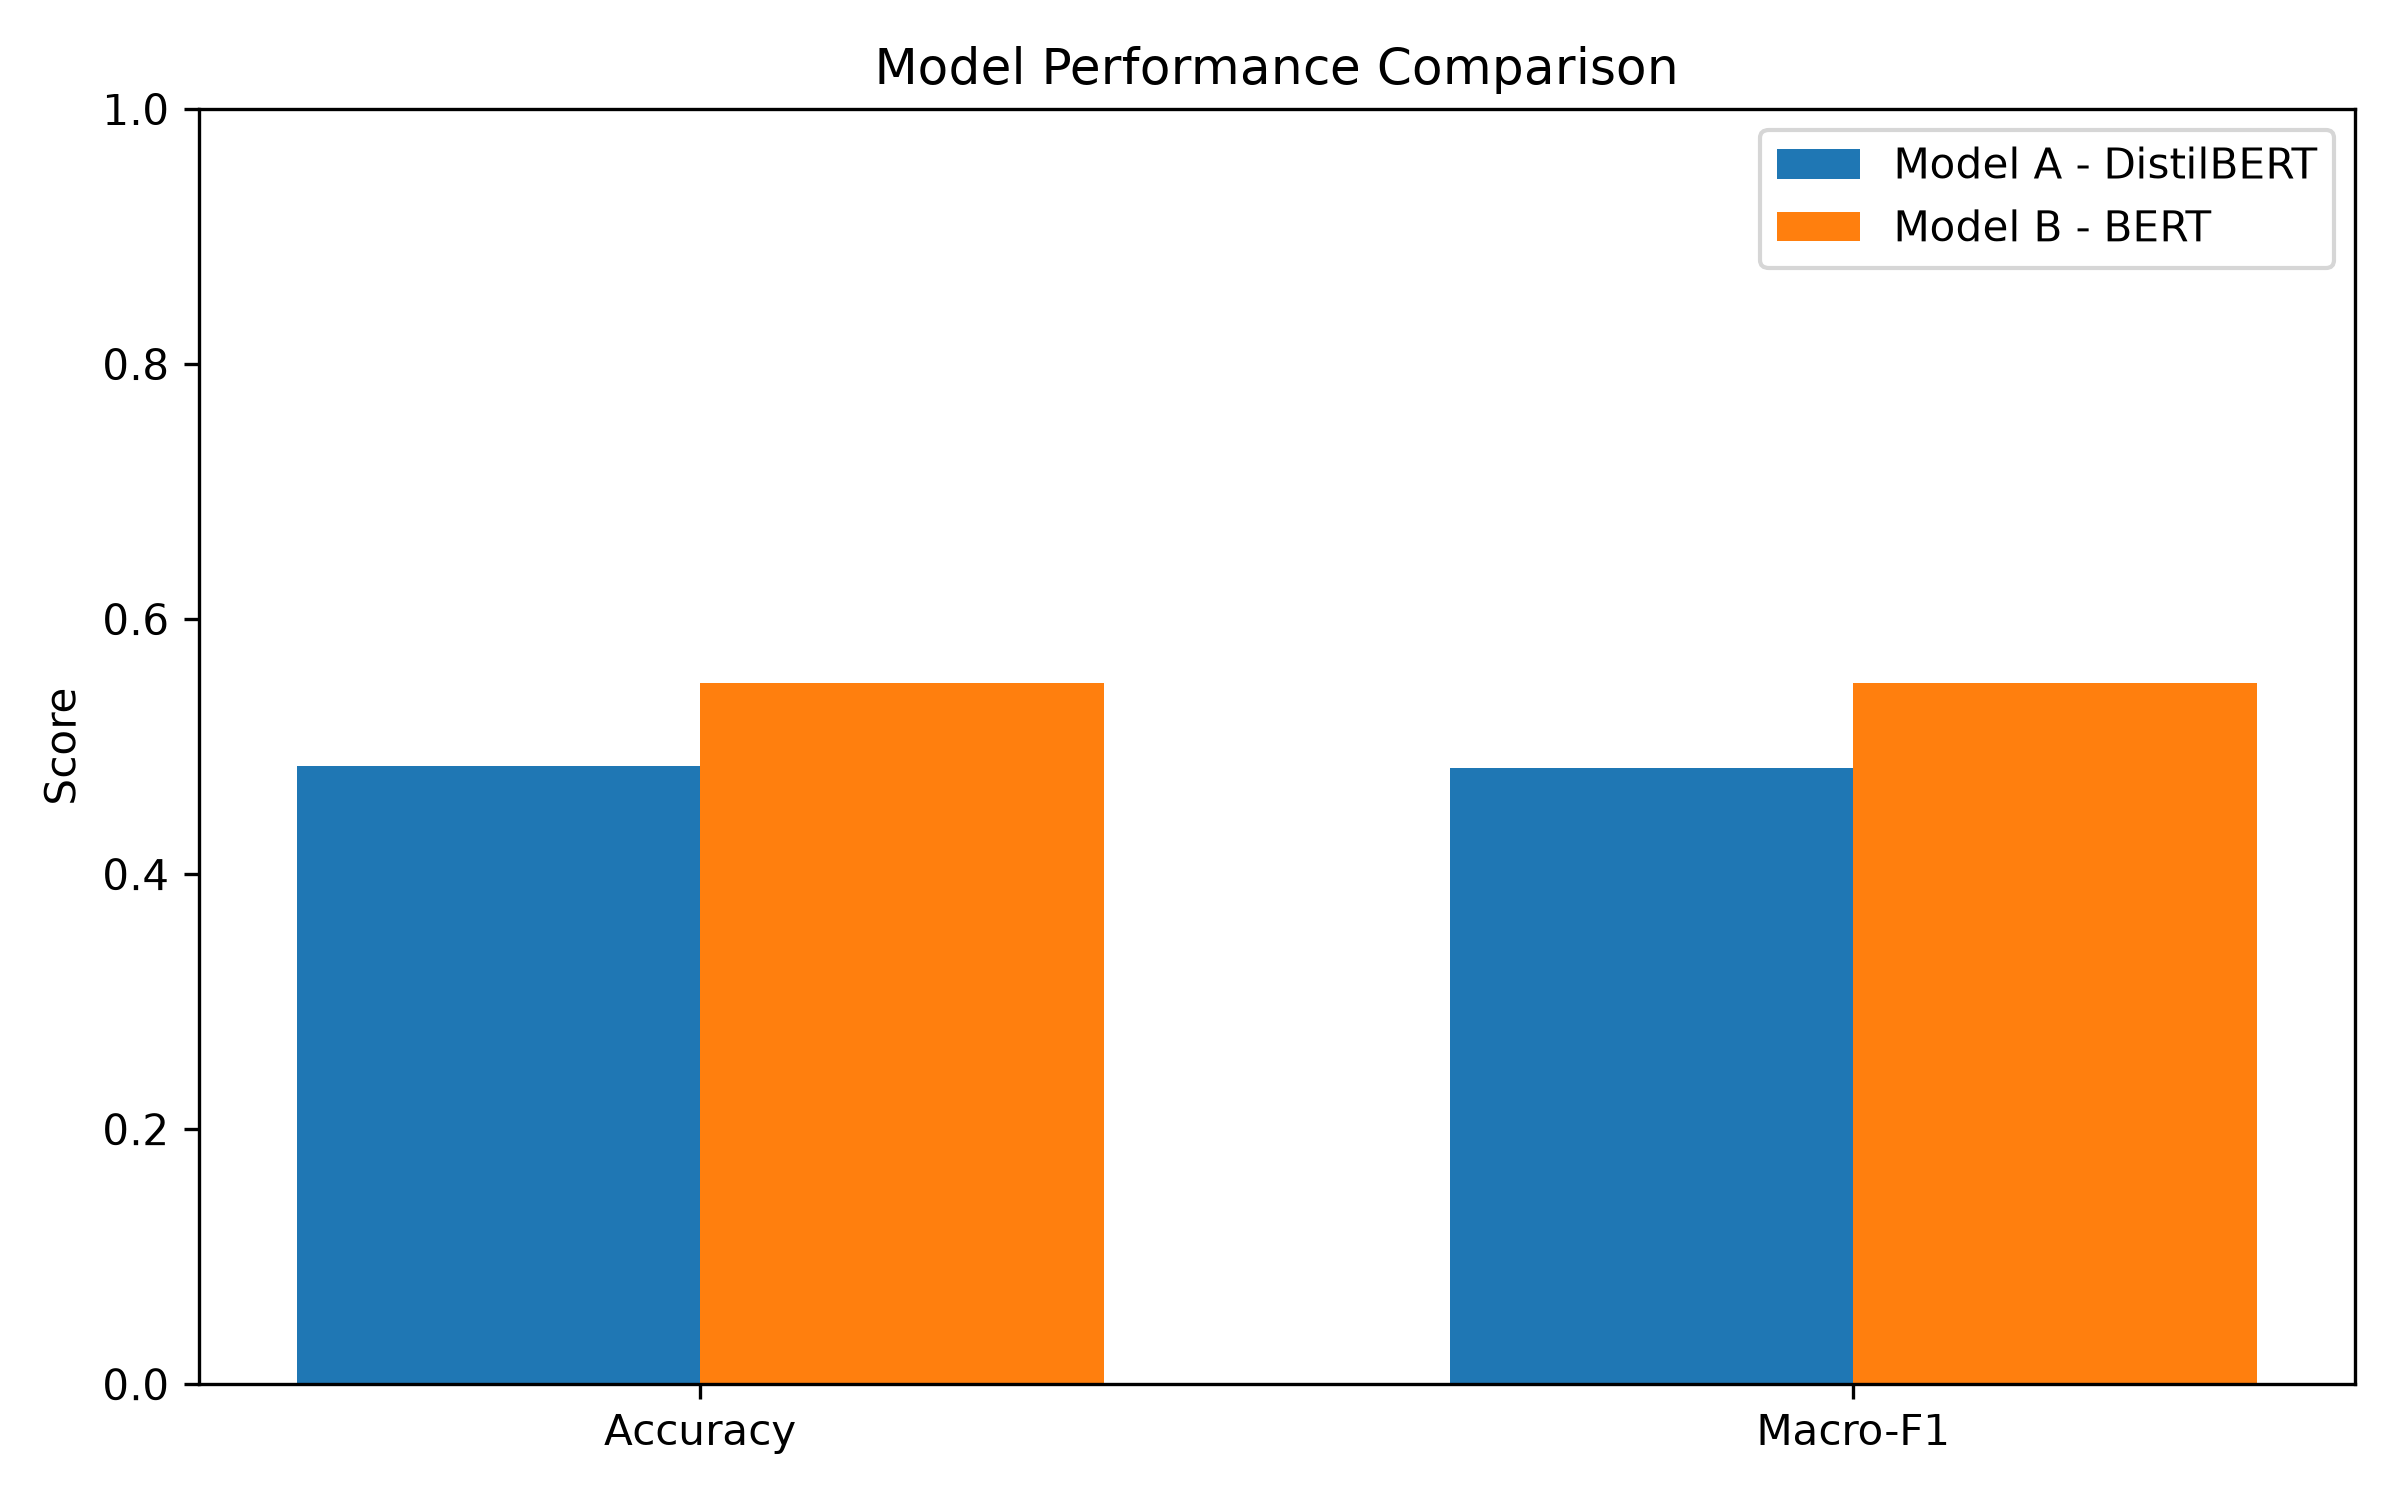 Model Performance Comparison
1.0
0.8
0.6
0.4
0.2
0.0
Score
Model A - DistilBERT
Model B - BERT
Accuracy
Macro-F1